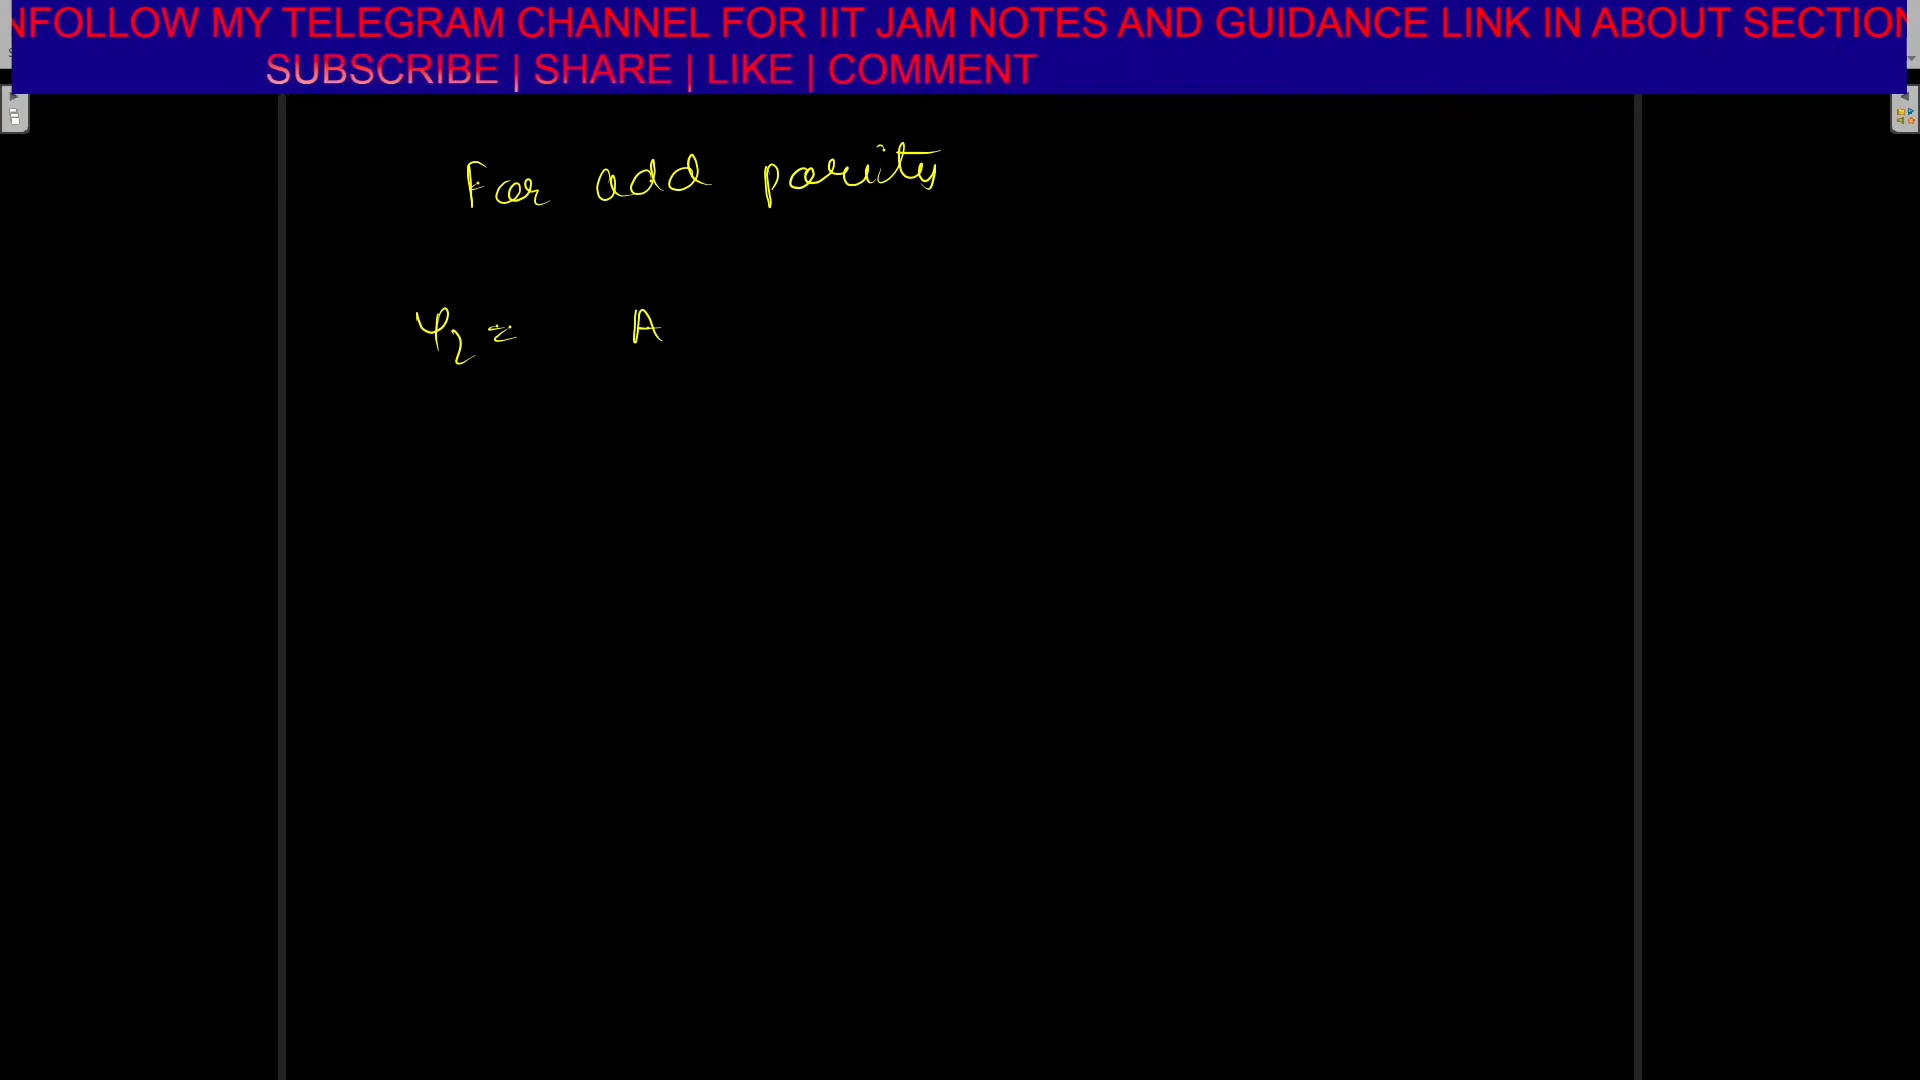 NFOLLOW MY TELEGRAM CHANNEL FOR IIT JAM NOTES AND GUIDANCE LINK IN ABOUT SECTION
SUBSCRIBE | SHARE | LIKE | COMMENT
For odd parity
ψ₂ = A